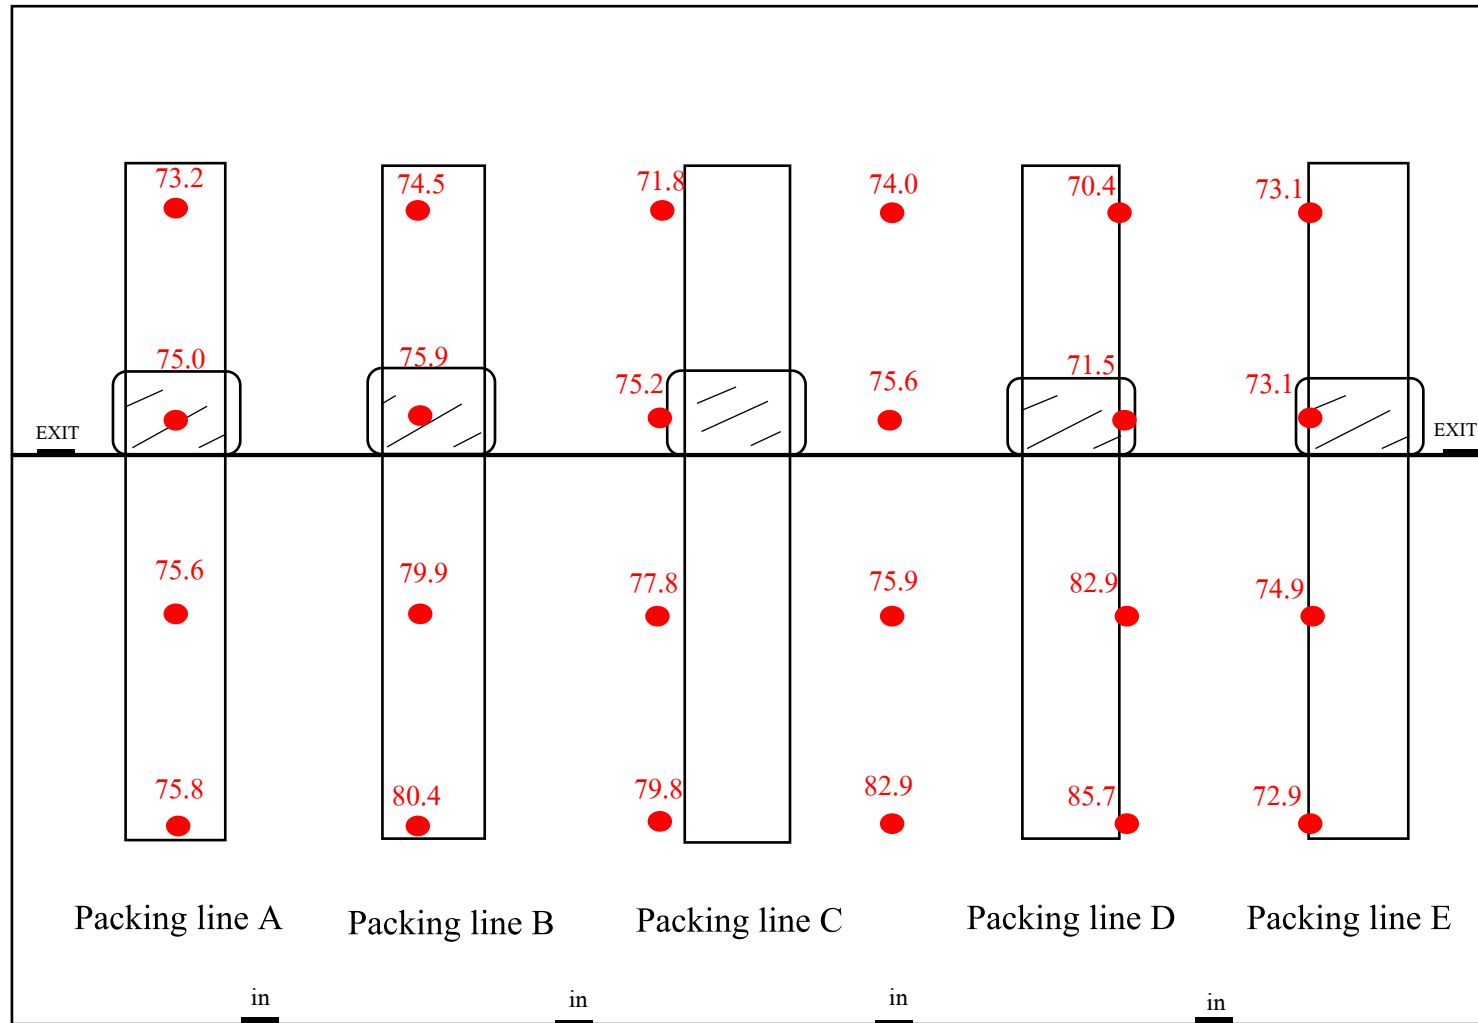 73.2 74.5 71.8 74.0 70.4 73.1
75.0 75.9 75.2 75.6 71.5 73.1
EXIT EXIT
75.6 79.9 77.8 75.9 82.9 74.9
75.8 80.4 79.8 82.9 85.7 72.9
Packing line A Packing line B Packing line C Packing line D Packing line E
in in in in